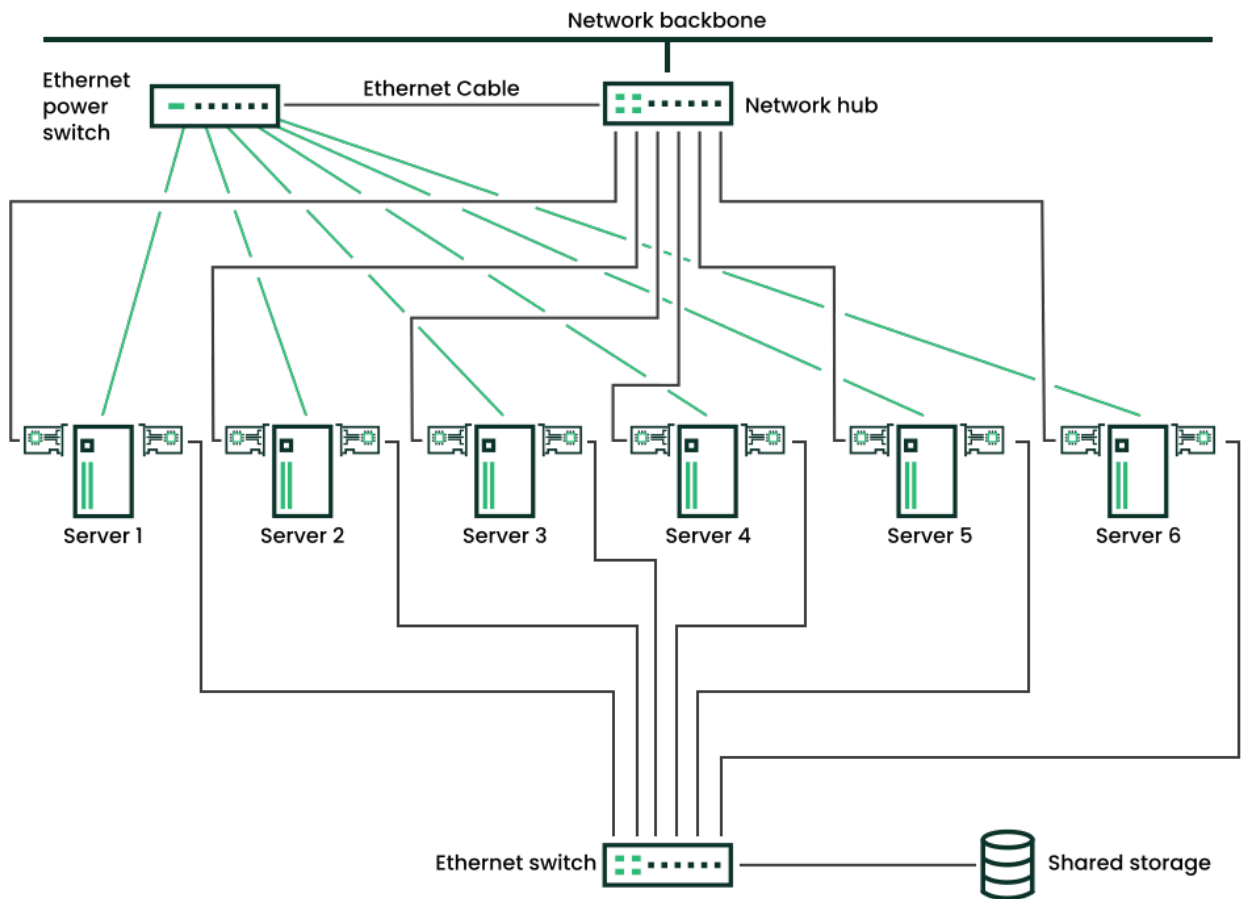 Network backbone
Ethernet
power
switch
Ethernet Cable
Network hub
Server 1
Server 2
Server 3
Server 4
Server 5
Server 6
Ethernet switch
Shared storage